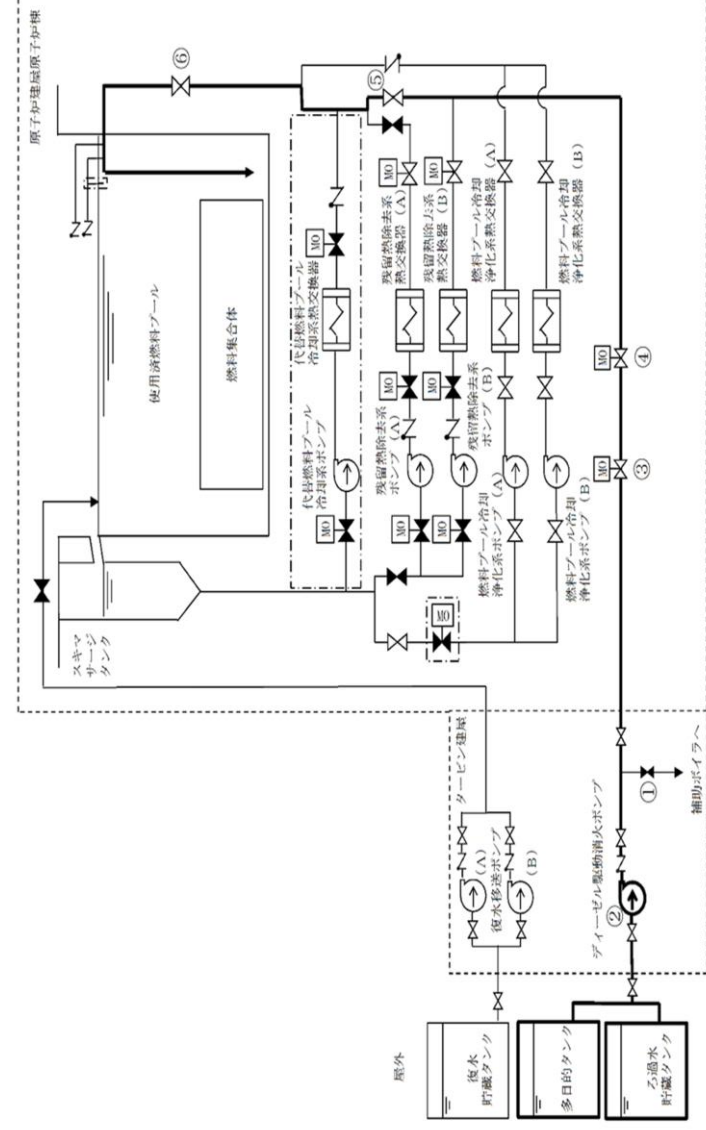 原子炉建屋原子炉棟
⑥
使用済燃料プール
燃料集合体
スキマ
サージ
タンク
⑤
代替燃料プール
冷却系熱交換器
MO
代替燃料プール
冷却系ポンプ
MO
残留熱除去系
熱交換器 (A)
MO
MO
残留熱除去系
ポンプ (A)
MO
残留熱除去系
熱交換器 (B)
MO
MO
残留熱除去系
ポンプ (B)
MO
燃料プール冷却
浄化系熱交換器 (A)
燃料プール冷却
浄化系ポンプ (A)
MO
燃料プール冷却
浄化系熱交換器 (B)
燃料プール冷却
浄化系ポンプ (B)
MO
④
MO
③
タービン建屋
(A)
復水移送ポンプ
(B)
ディーゼル駆動消火ポンプ
②
①
補助ボイラへ
屋外
復水
貯蔵タンク
多目的タンク
ろ過水
貯蔵タンク